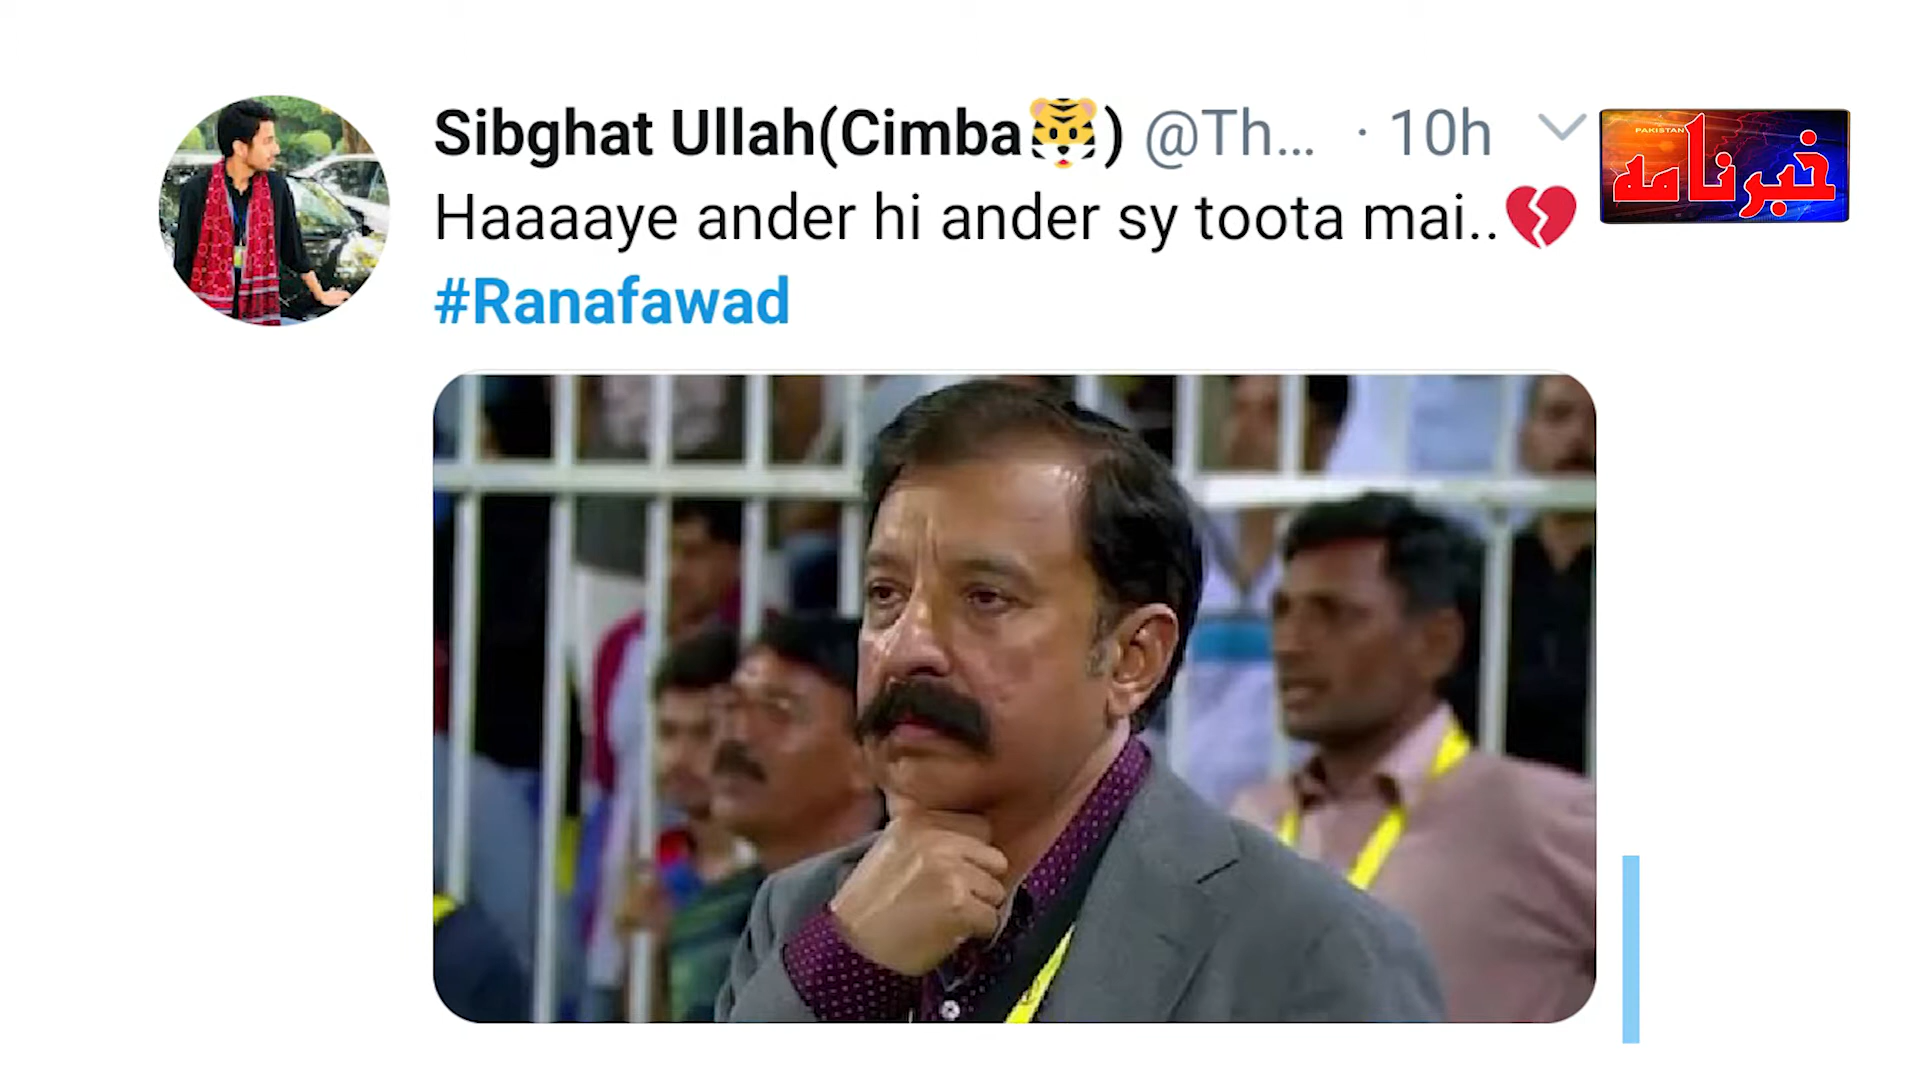 Sibghat Ullah(Cimba🐯) @Th... · 10h
Haaaaye ander hi ander sy toota mai..💔
#Ranafawad
PAKISTAN
خبرنامہ